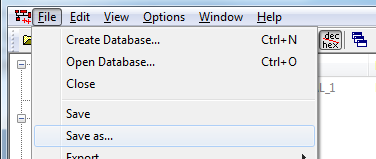 File Edit View Options Window Help
Create Database... Ctrl+N
Open Database... Ctrl+O
dec
hex
Close
L_1
Save
Save as...
Export